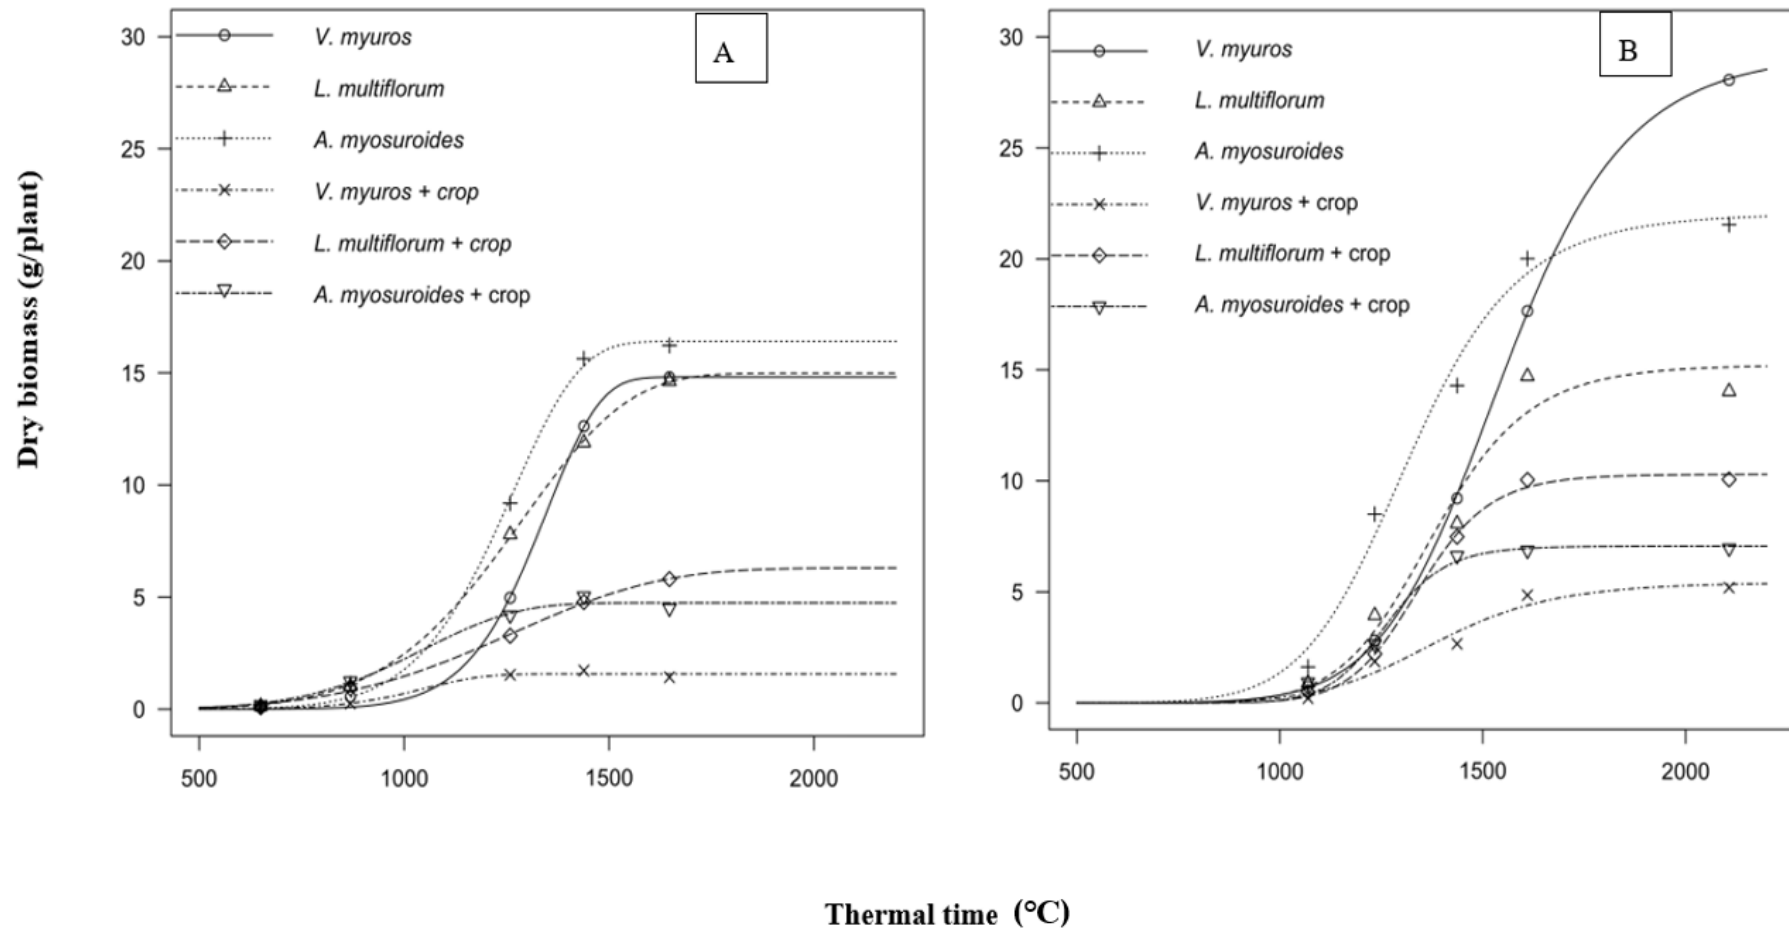 Dry biomass (g/plant)
A
30
25
20
15
10
5
0
V. myuros
L. multiflorum
A. myosuroides
V. myuros + crop
L. multiflorum + crop
A. myosuroides + crop
500 1000 1500 2000
B
30
25
20
15
10
5
0
V. myuros
L. multiflorum
A. myosuroides
V. myuros + crop
L. multiflorum + crop
A. myosuroides + crop
500 1000 1500 2000
Thermal time (°C)